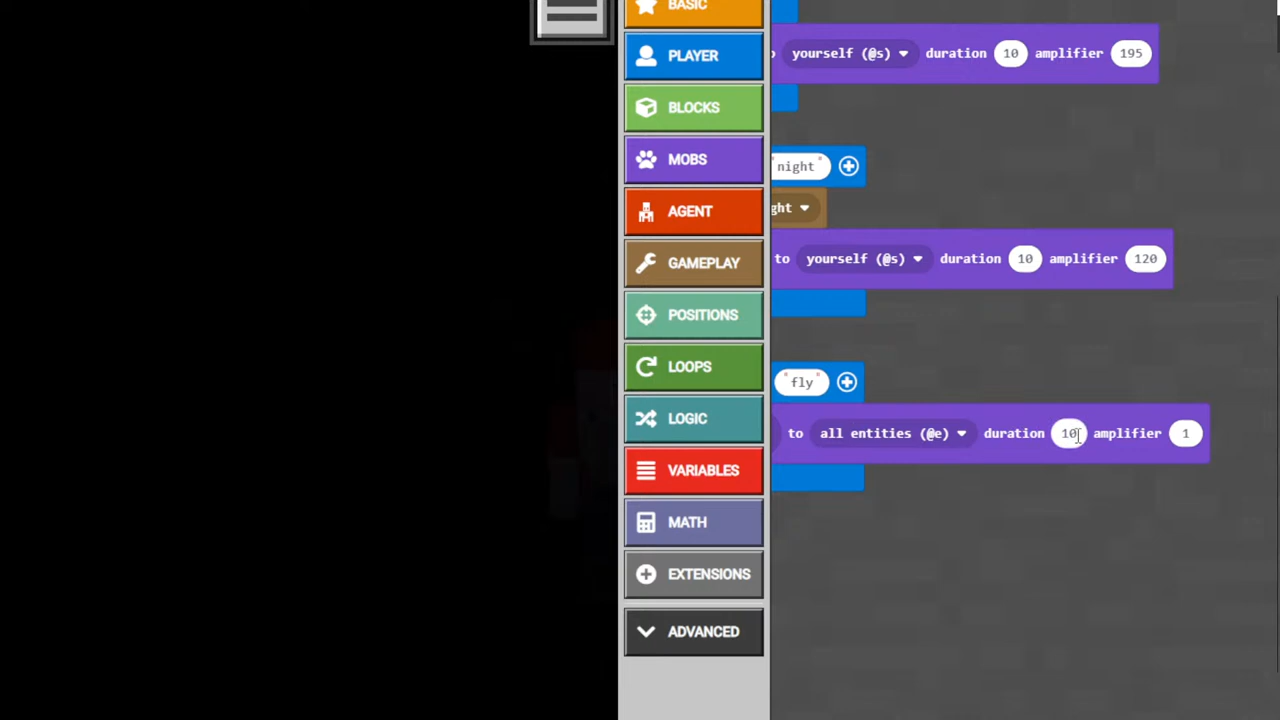 BASIC
PLAYER
BLOCKS
MOBS
AGENT
GAMEPLAY
POSITIONS
LOOPS
LOGIC
VARIABLES
MATH
EXTENSIONS
ADVANCED
yourself (@s) duration 10 amplifier 195
"night"
to yourself (@s) duration 10 amplifier 120
"fly"
to all entities (@e) duration 10 amplifier 1